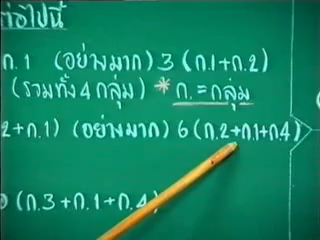 ต่อไปนี้
ก.1 (อย่างมาก) 3 (ก.1+ก.2)
(รวมทั้ง 4 กลุ่ม) * ก. = กลุ่ม
2+ก.1) (อย่างมาก) 6 (ก.2+ก.1+ก4)
(ก.3+ก.1+ก.4)